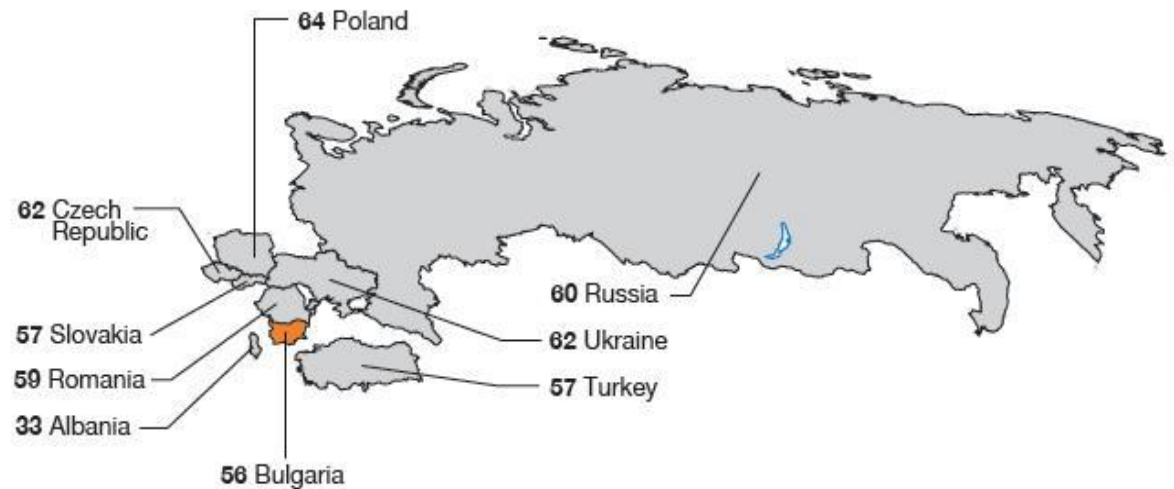 64 Poland
62 Czech
Republic
57 Slovakia
59 Romania
33 Albania
56 Bulgaria
60 Russia
62 Ukraine
57 Turkey